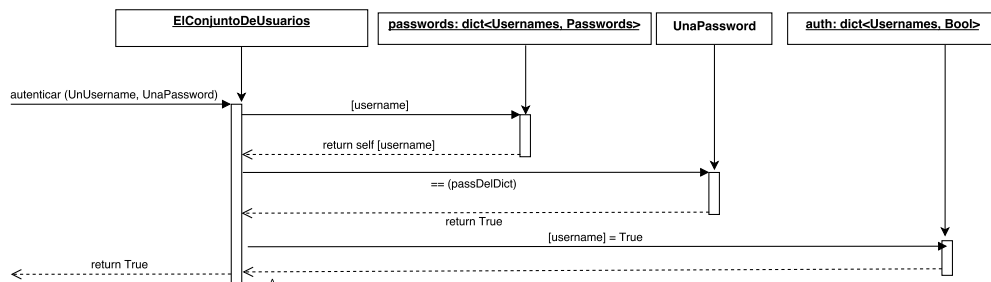 ElConjuntoDeUsuarios
passwords: dict<Usernames, Passwords>
UnaPassword
auth: dict<Usernames, Bool>
autenticar (UnUsername, UnaPassword)
[username]
return self [username]
== (passDelDict)
return True
[username] = True
return True